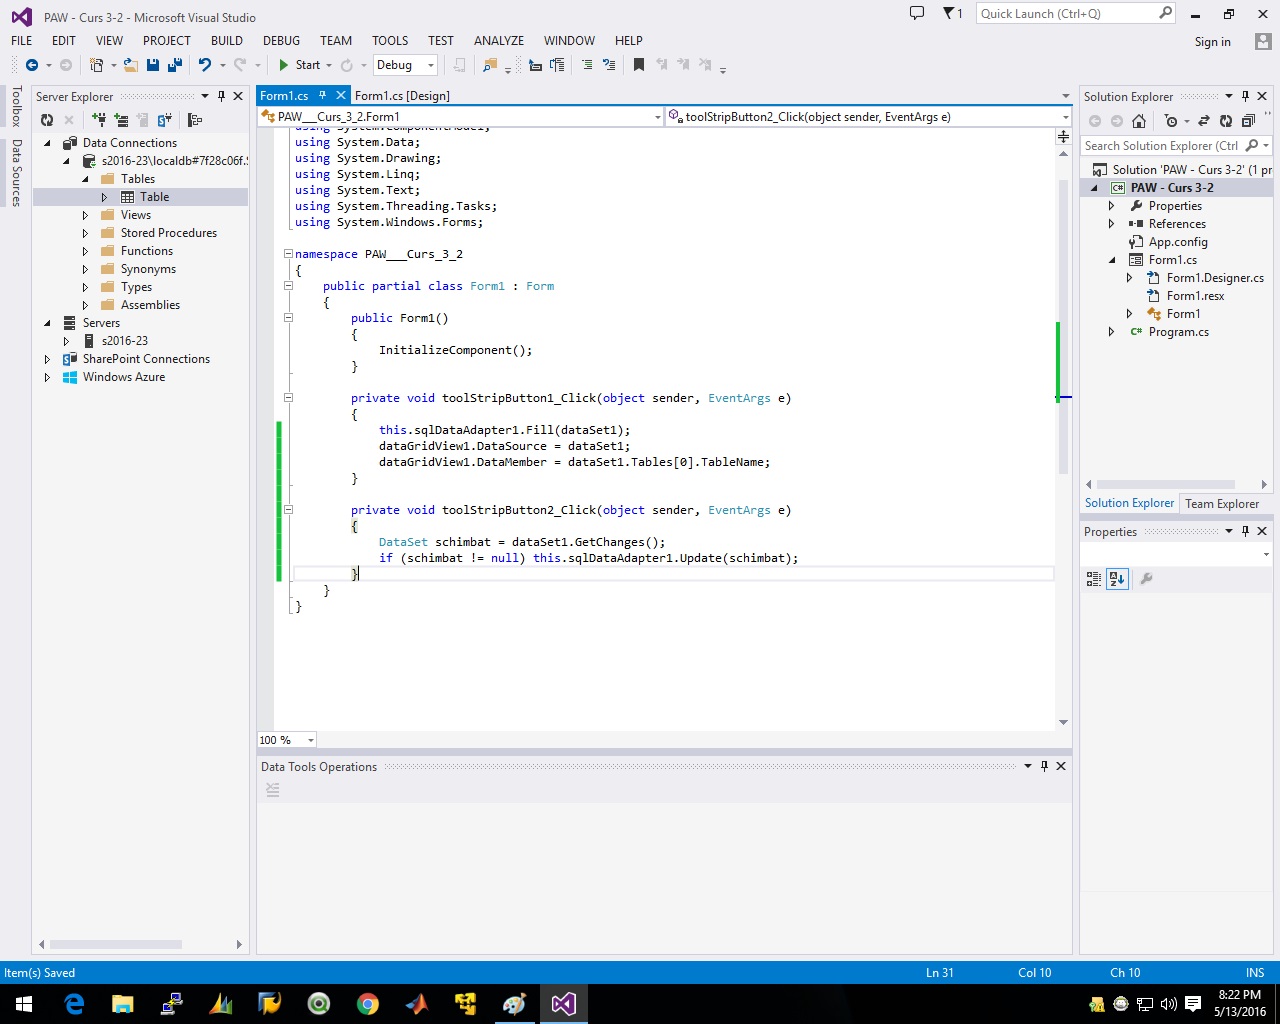 PAW - Curs 3-2 - Microsoft Visual Studio
1
Quick Launch (Ctrl+Q)
FILE EDIT VIEW PROJECT BUILD DEBUG TEAM TOOLS TEST ANALYZE WINDOW HELP
Sign in
Start
Debug
Toolbox
Data Sources
Server Explorer
Data Connections
s2016-23\localdb#7f28c06f.
Tables
Table
Views
Stored Procedures
Functions
Synonyms
Types
Assemblies
Servers
s2016-23
SharePoint Connections
Windows Azure
Form1.cs
Form1.cs [Design]
PAW___Curs_3_2.Form1
toolStripButton2_Click(object sender, EventArgs e)
using System.ComponentModel;
using System.Data;
using System.Drawing;
using System.Linq;
using System.Text;
using System.Threading.Tasks;
using System.Windows.Forms;
namespace PAW___Curs_3_2
{
public partial class Form1 : Form
{
public Form1()
{
InitializeComponent();
}
private void toolStripButton1_Click(object sender, EventArgs e)
{
this.sqlDataAdapter1.Fill(dataSet1);
dataGridView1.DataSource = dataSet1;
dataGridView1.DataMember = dataSet1.Tables[0].TableName;
}
private void toolStripButton2_Click(object sender, EventArgs e)
{
DataSet schimbat = dataSet1.GetChanges();
if (schimbat != null) this.sqlDataAdapter1.Update(schimbat);
}
}
}
100 %
Data Tools Operations
Solution Explorer
Search Solution Explorer (Ctrl
Solution 'PAW - Curs 3-2' (1 pr
C# PAW - Curs 3-2
Properties
References
App.config
Form1.cs
Form1.Designer.cs
Form1.resx
Form1
C# Program.cs
Solution Explorer
Team Explorer
Properties
Item(s) Saved
Ln 31
Col 10
Ch 10
INS
8:22 PM
5/13/2016